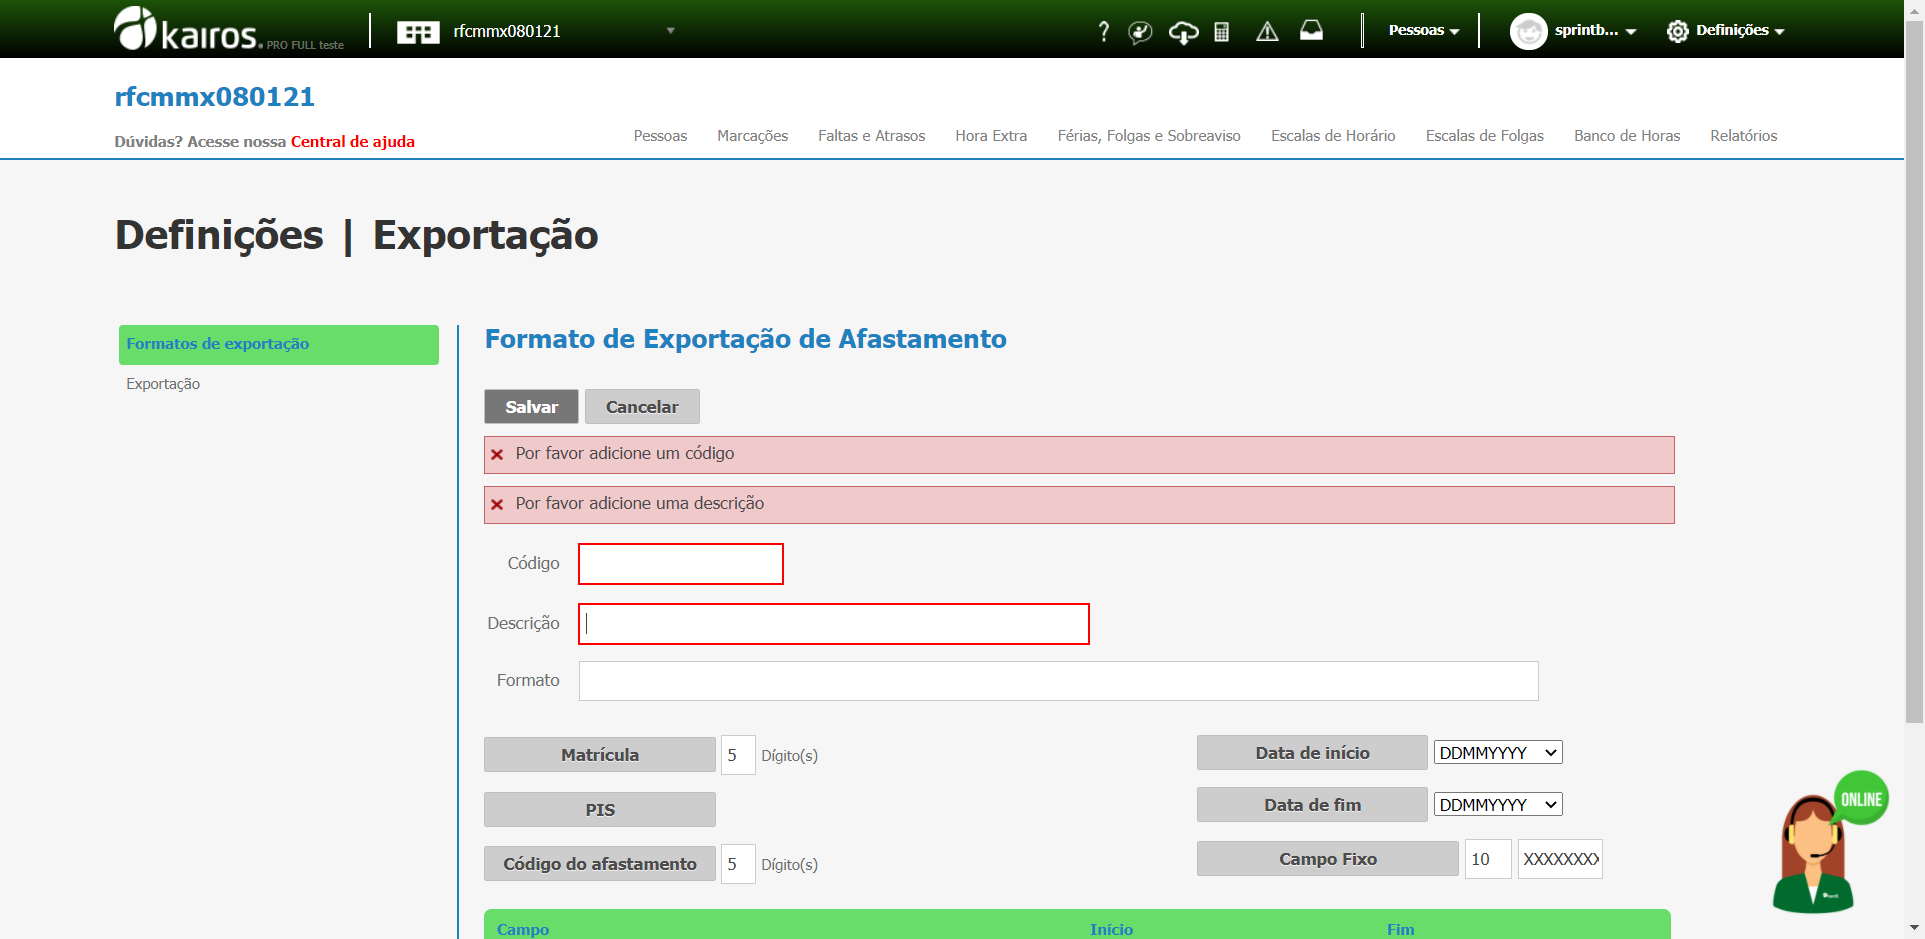 kairos. PRO FULL teste
rfcmmx080121
?
Pessoas
sprintb...
Definições
rfcmmx080121
Dúvidas? Acesse nossa Central de ajuda
Pessoas Marcações Faltas e Atrasos Hora Extra Férias, Folgas e Sobreaviso Escalas de Horário Escalas de Folgas Banco de Horas Relatórios
Definições | Exportação
Formatos de exportação
Exportação
Formato de Exportação de Afastamento
Salvar Cancelar
Por favor adicione um código
Por favor adicione uma descrição
Código
Descrição
Formato
Matrícula 5 Dígito(s) Data de início DDMMYYYY
PIS Data de fim DDMMYYYY
Código do afastamento 5 Dígito(s) Campo Fixo 10 XXXXXXXX
ONLINE
Campo Início Fim